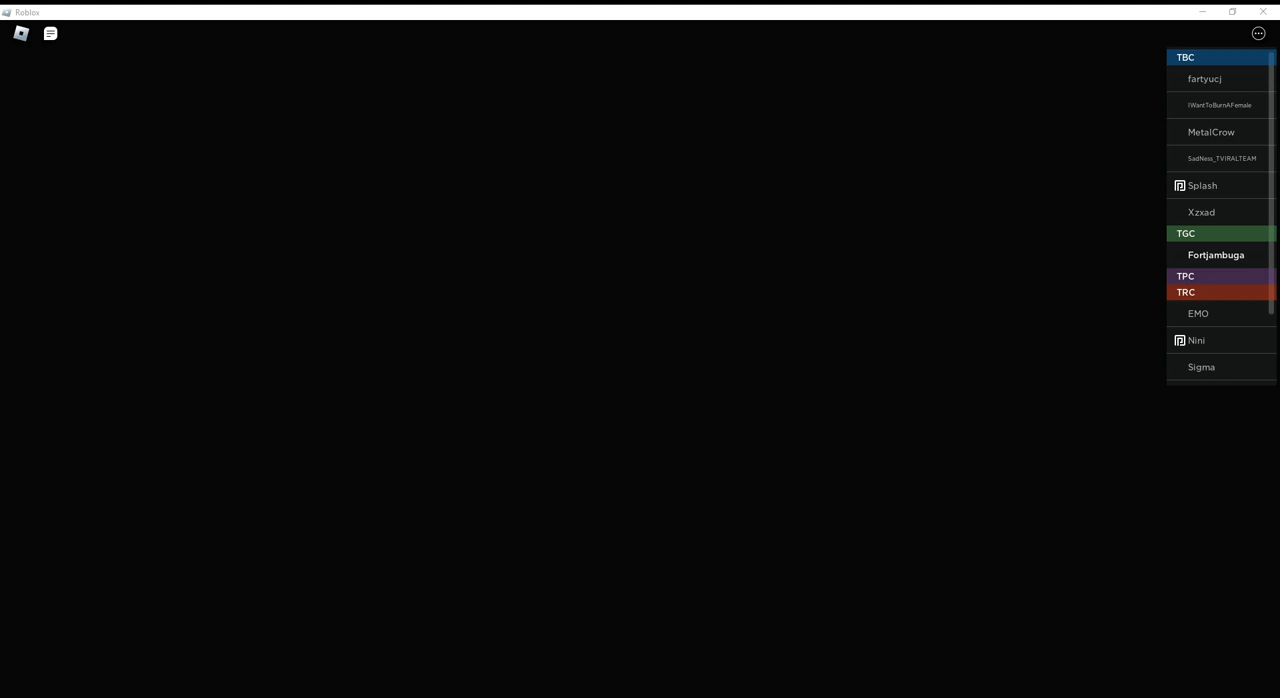 Roblox
TBC
fartyucj
IWantToBurnAFemale
MetalCrow
SadNess_TVIRALTEAM
Splash
Xzxad
TGC
Fortjambuga
TPC
TRC
EMO
Nini
Sigma